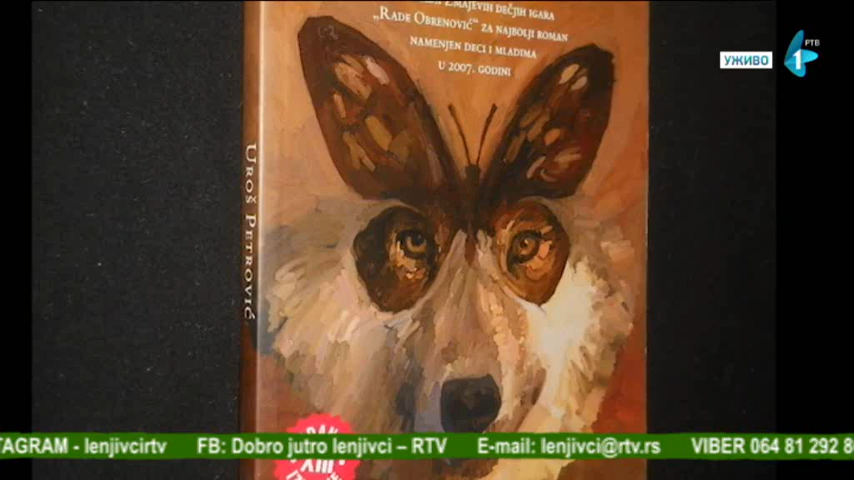 ZMAJEVIH DEČJIH IGARA
„RADE OBRENOVIĆ“ ZA NAJBOLJI ROMAN
NAMENJEN DECI I MLADIMA
U 2007. GODINI
UROŠ PETROVIĆ
УЖИВО
1
РТВ
XIII
TAGRAM - lenjivcirtv FB: Dobro jutro lenjivci – RTV E-mail: lenjivci@rtv.rs VIBER 064 81 292 8